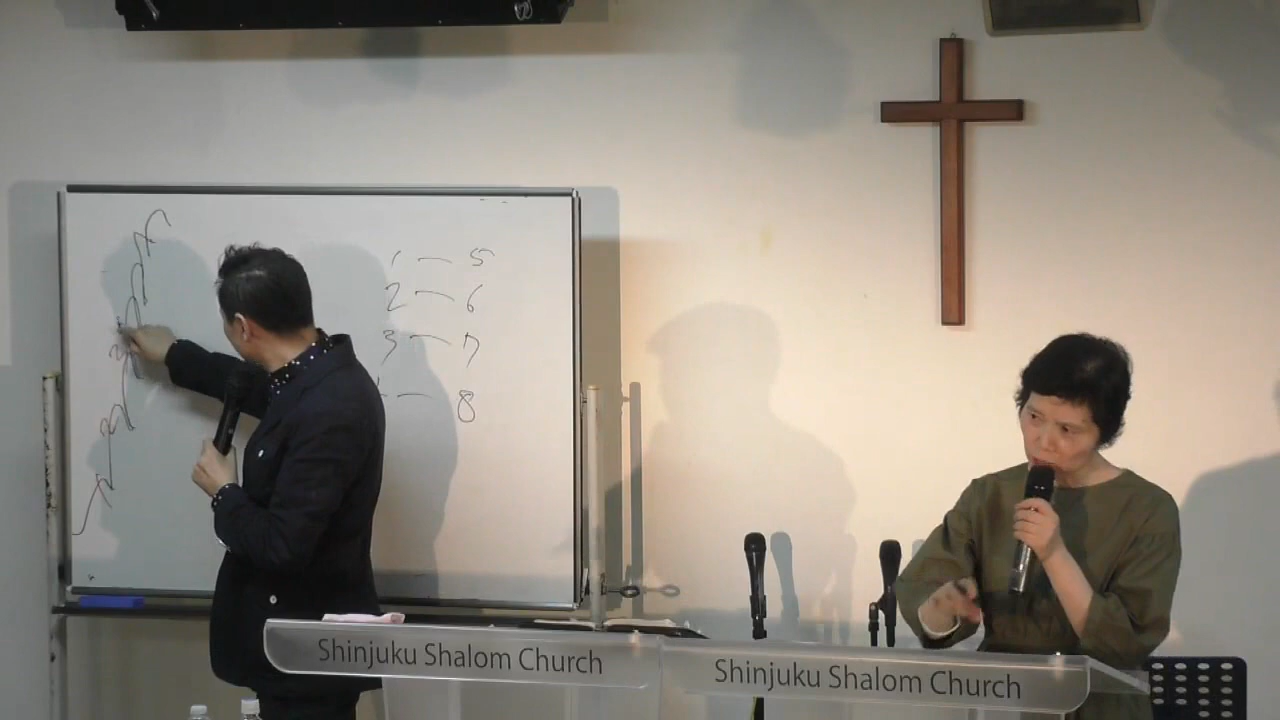 1 — 5
2 — 6
3 — 7
— 8
Shinjuku Shalom Church
Shinjuku Shalom Church